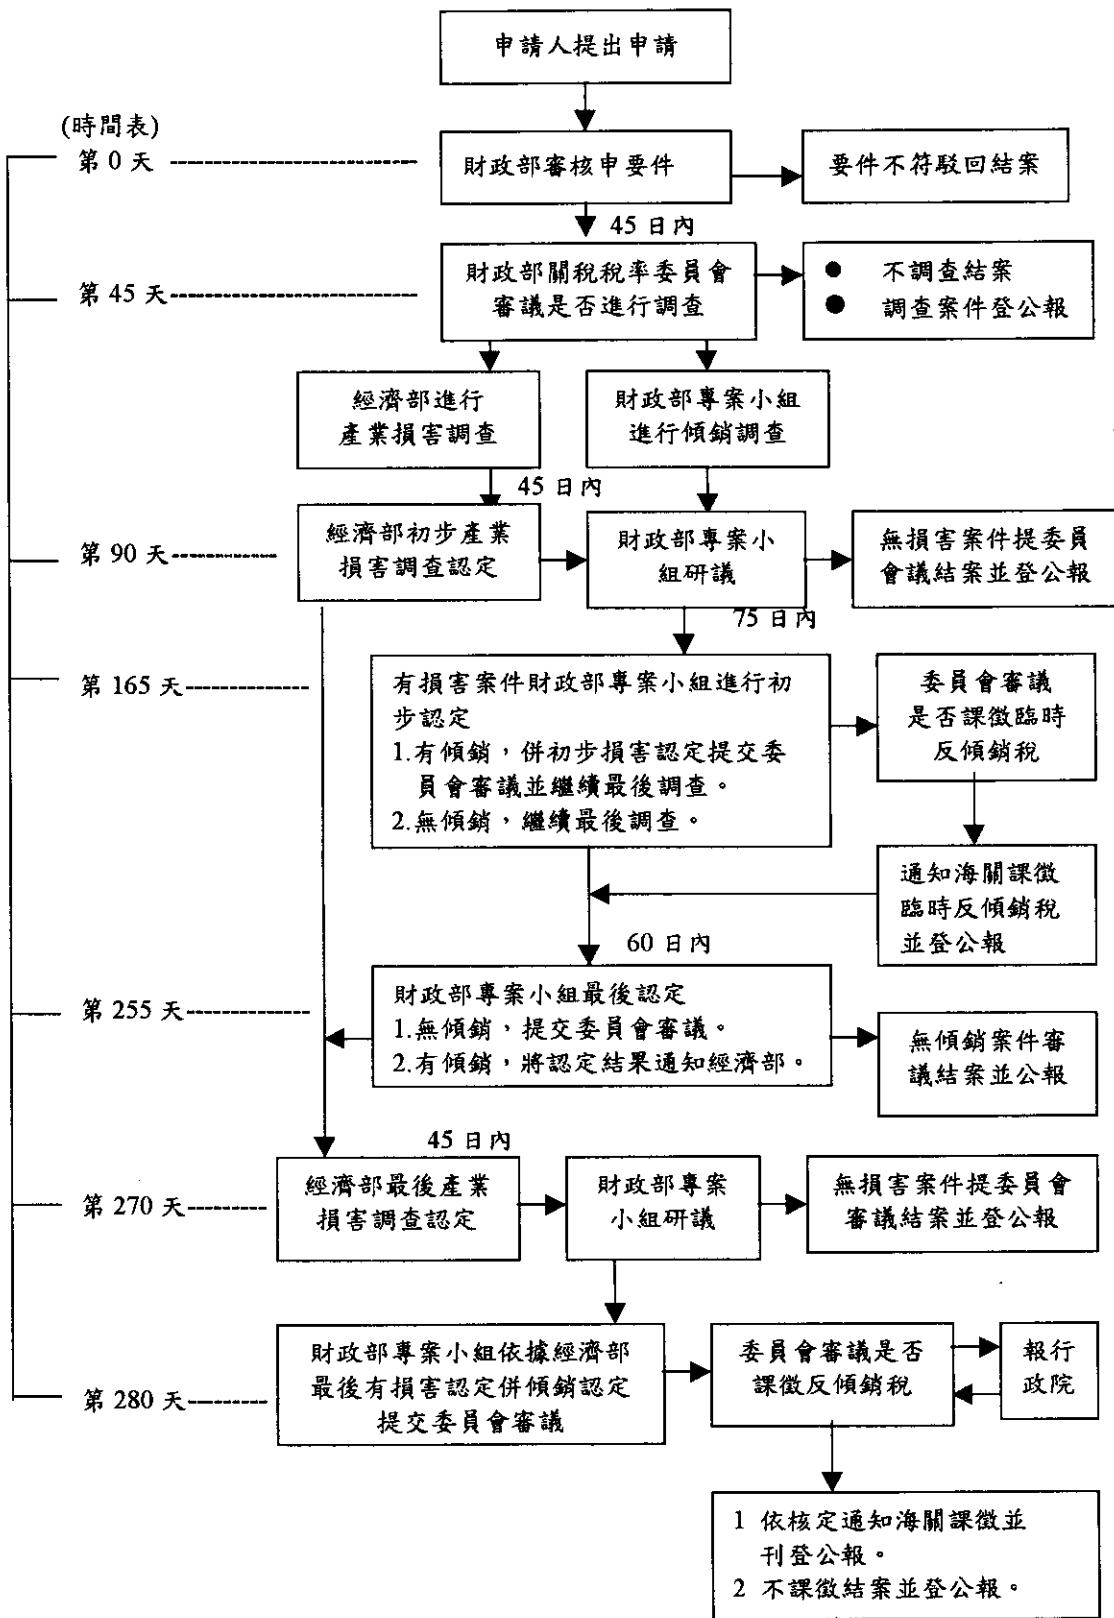 申請人提出申請
(時間表)
第 0 天
財政部審核申要件
要件不符駁回結案
45 日內
第 45 天
財政部關稅稅率委員會
審議是否進行調查
● 不調查結案
● 調查案件登公報
經濟部進行
產業損害調查
財政部專案小組
進行傾銷調查
45 日內
第 90 天
經濟部初步產業
損害調查認定
財政部專案小
組研議
無損害案件提委員
會議結案並登公報
75 日內
第 165 天
有損害案件財政部專案小組進行初
步認定
1.有傾銷，併初步損害認定提交委
員會審議並繼續最後調查。
2.無傾銷，繼續最後調查。
委員會審議
是否課徵臨時
反傾銷稅
通知海關課徵
臨時反傾銷稅
並登公報
60 日內
第 255 天
財政部專案小組最後認定
1.無傾銷，提交委員會審議。
2.有傾銷，將認定結果通知經濟部。
無傾銷案件審
議結案並公報
45 日內
第 270 天
經濟部最後產業
損害調查認定
財政部專案
小組研議
無損害案件提委員會
審議結案並登公報
第 280 天
財政部專案小組依據經濟部
最後有損害認定併傾銷認定
提交委員會審議
委員會審議是否
課徵反傾銷稅
報行
政院
1 依核定通知海關課徵並
刊登公報。
2 不課徵結案並登公報。